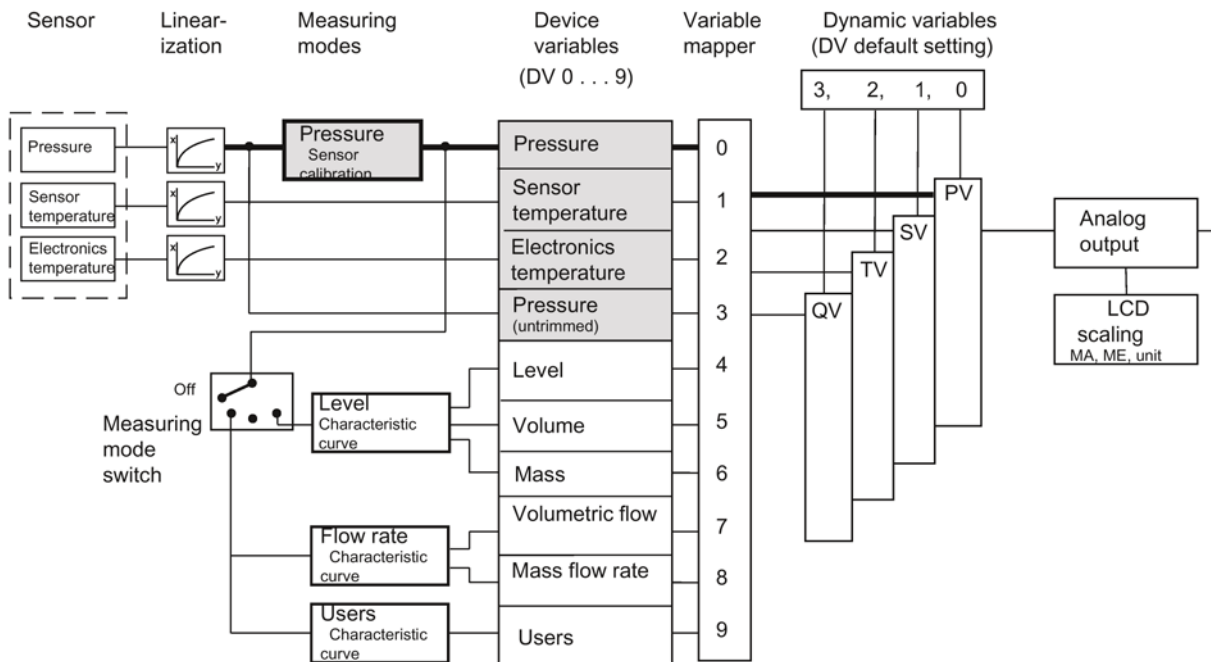 Sensor
Linear-
ization
Measuring
modes
Device
variables
(DV 0 . . . 9)
Variable
mapper
Dynamic variables
(DV default setting)
3, 2, 1, 0
Pressure
x
y
Pressure
Sensor
calibration
Pressure
0
Sensor
temperature
x
y
Sensor
temperature
1
Electronics
temperature
x
y
Electronics
temperature
2
Pressure
(untrimmed)
3
PV
SV
TV
QV
Analog
output
LCD
scaling
MA, ME, unit
Off
Measuring
mode
switch
Level
Characteristic
curve
Level
4
Volume
5
Mass
6
Flow rate
Characteristic
curve
Volumetric flow
7
Mass flow rate
8
Users
Characteristic
curve
Users
9